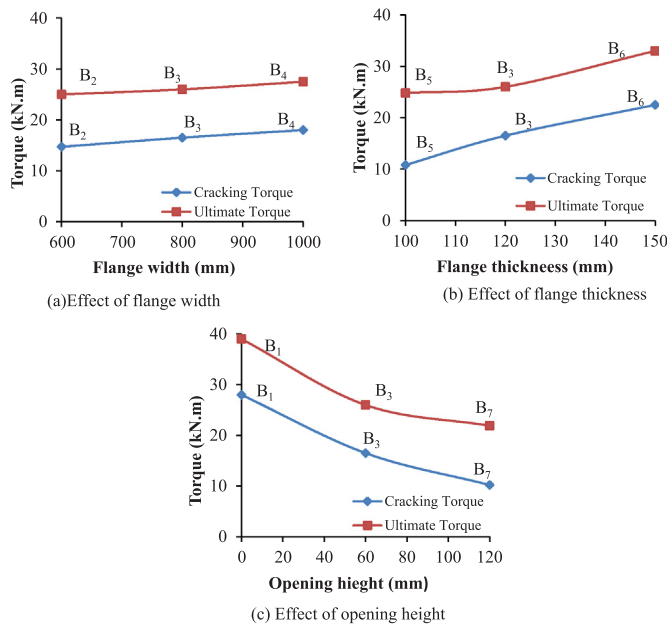 40
30
20
10
0
Torque (kN.m)
B2
B3
B4
B2
B3
B4
Cracking Torque
Ultimate Torque
600 700 800 900 1000
Flange width (mm)
(a)Effect of flange width
40
30
20
10
0
Torque (kN.m)
B5
B3
B6
B5
B3
B6
Cracking Torque
Ultimate Torque
100 110 120 130 140 150
Flange thickneess (mm)
(b) Effect of flange thickness
40
30
20
10
0
Torque (kN.m)
B1
B3
B7
B1
B3
B7
Cracking Torque
Ultimate Torque
0 20 40 60 80 100 120
Opening hieght (mm)
(c) Effect of opening height